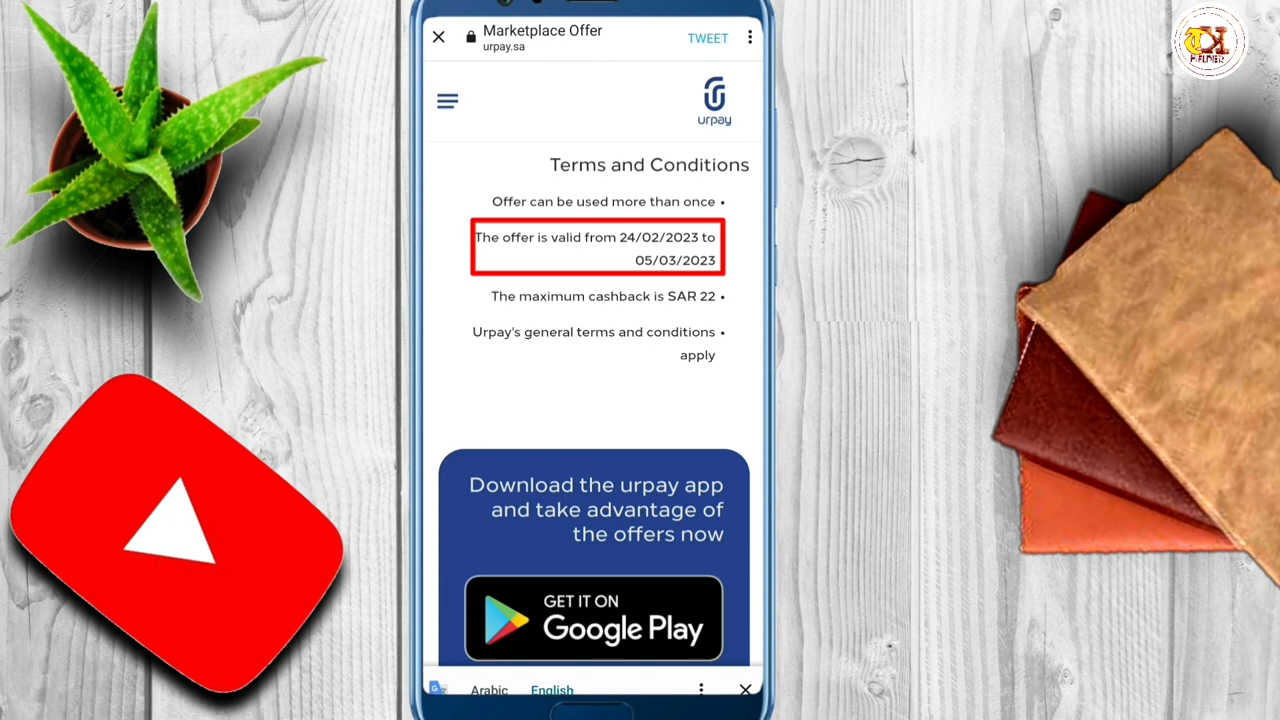 Marketplace Offer
urpay.sa
TWEET
urpay
Terms and Conditions
Offer can be used more than once •
The offer is valid from 24/02/2023 to
05/03/2023
The maximum cashback is SAR 22 •
Urpay's general terms and conditions •
apply
Download the urpay app
and take advantage of
the offers now
GET IT ON
Google Play
Arabic English